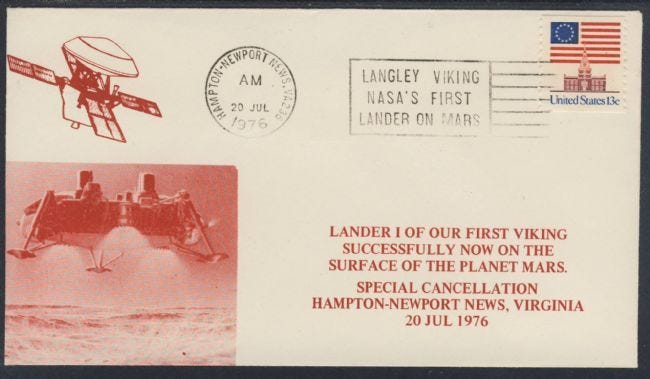 HAMPTON-NEWPORT NEWS, VA 236
AM
20 JUL
1976
LANGLEY VIKING
NASA'S FIRST
LANDER ON MARS
United States 13c
LANDER I OF OUR FIRST VIKING
SUCCESSFULLY NOW ON THE
SURFACE OF THE PLANET MARS.
SPECIAL CANCELLATION
HAMPTON-NEWPORT NEWS, VIRGINIA
20 JUL 1976